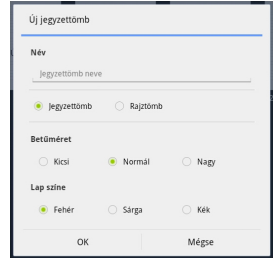 Új jegyzettömb
Név
Jegyzettömb neve
Jegyzettömb Rajztömb
Betűméret
Kicsi Normál Nagy
Lap színe
Fehér Sárga Kék
OK Mégse